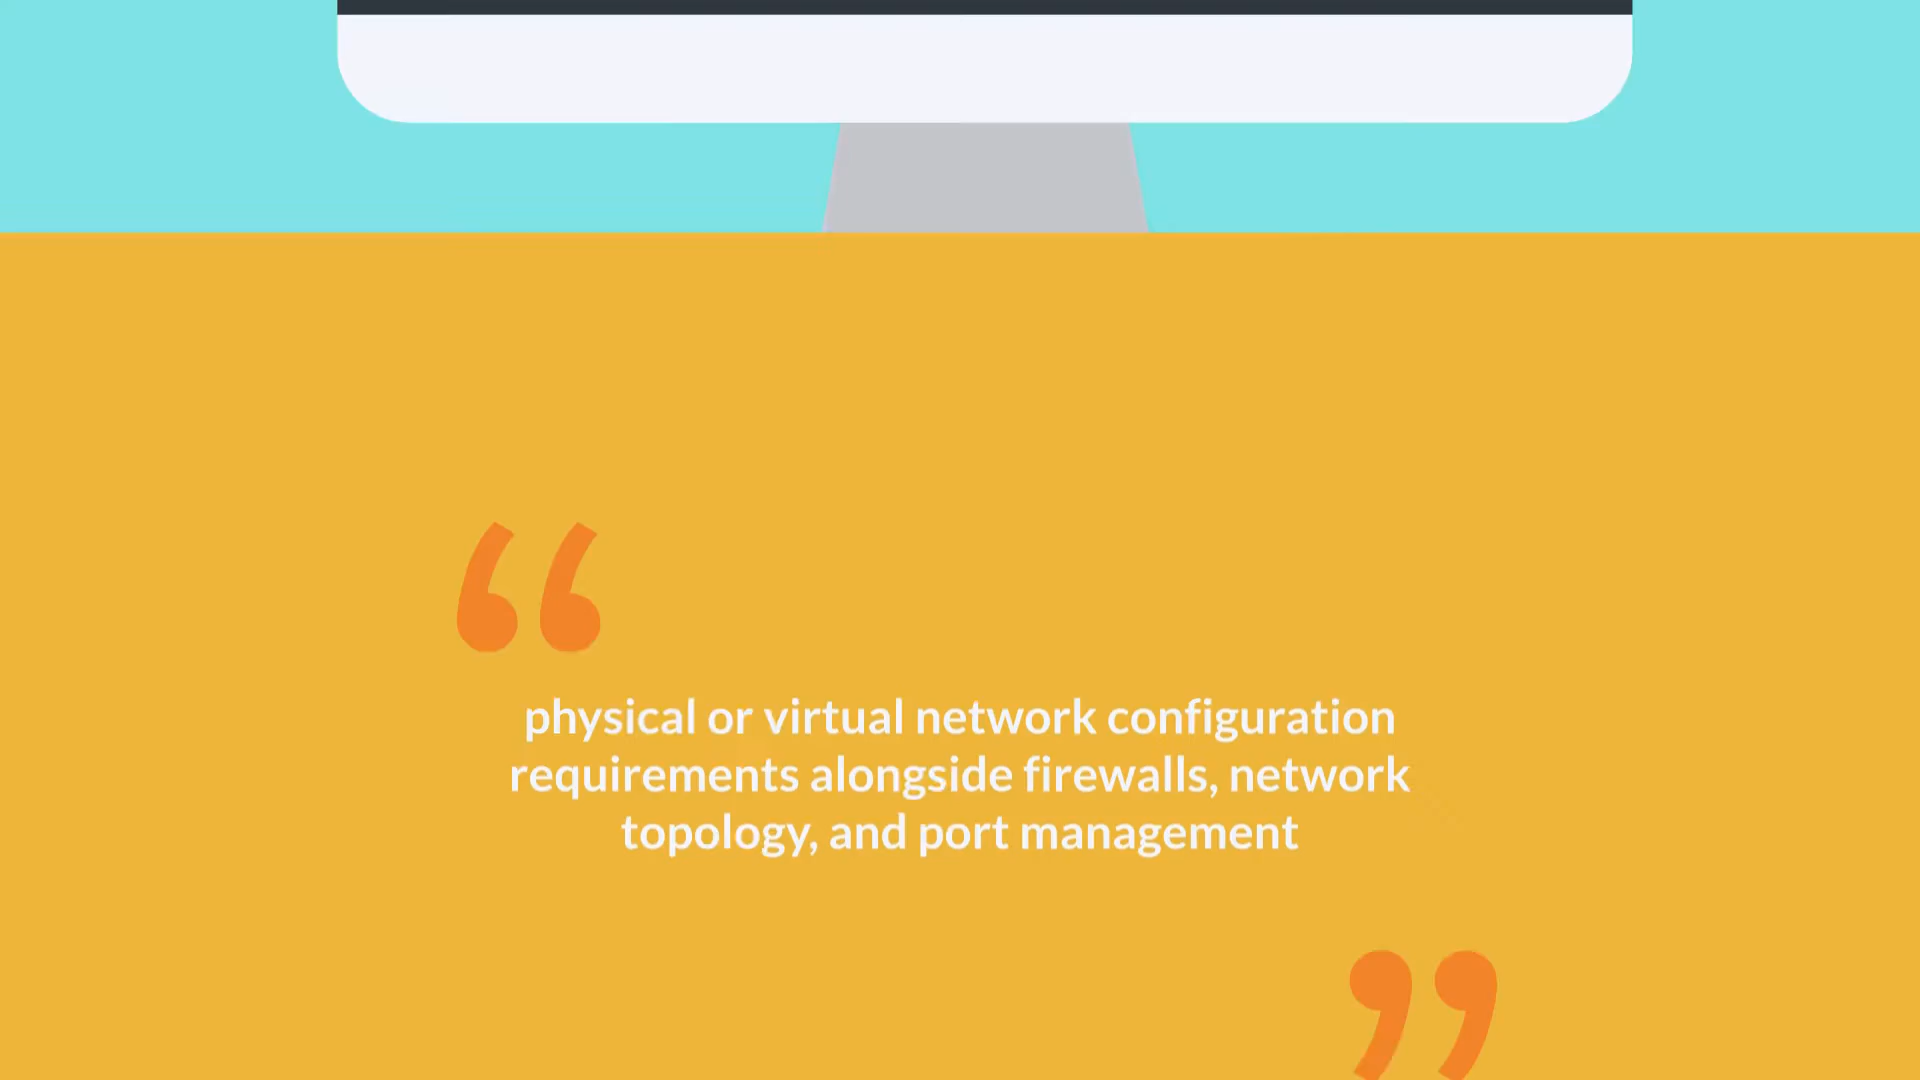 “
physical or virtual network configuration
requirements alongside firewalls, network
topology, and port management
”